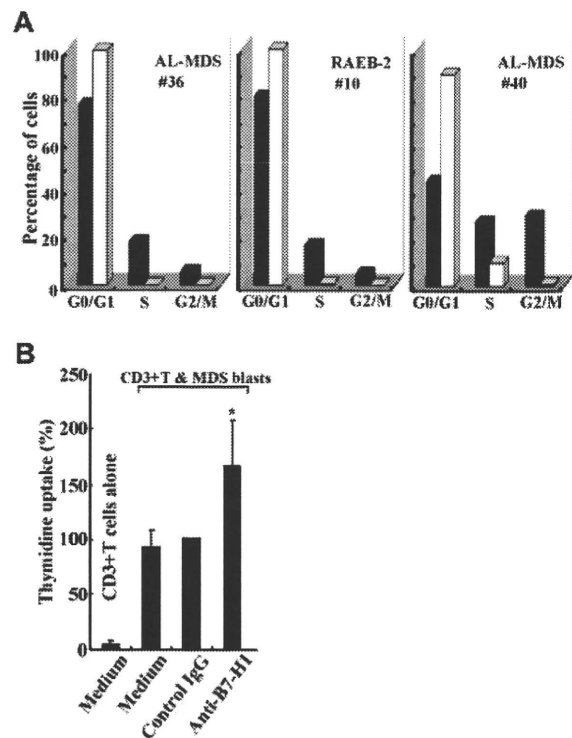 A
Percentage of cells
100
80
60
40
20
0
AL-MDS
#36
G0/G1 S G2/M
RAEB-2
#10
G0/G1 S G2/M
AL-MDS
#40
G0/G1 S G2/M
B
Thymidine uptake (%)
250
200
150
100
50
0
CD3+T & MDS blasts
*
CD3+T cells alone
Medium
Medium
Control IgG
Anti-B7-H1